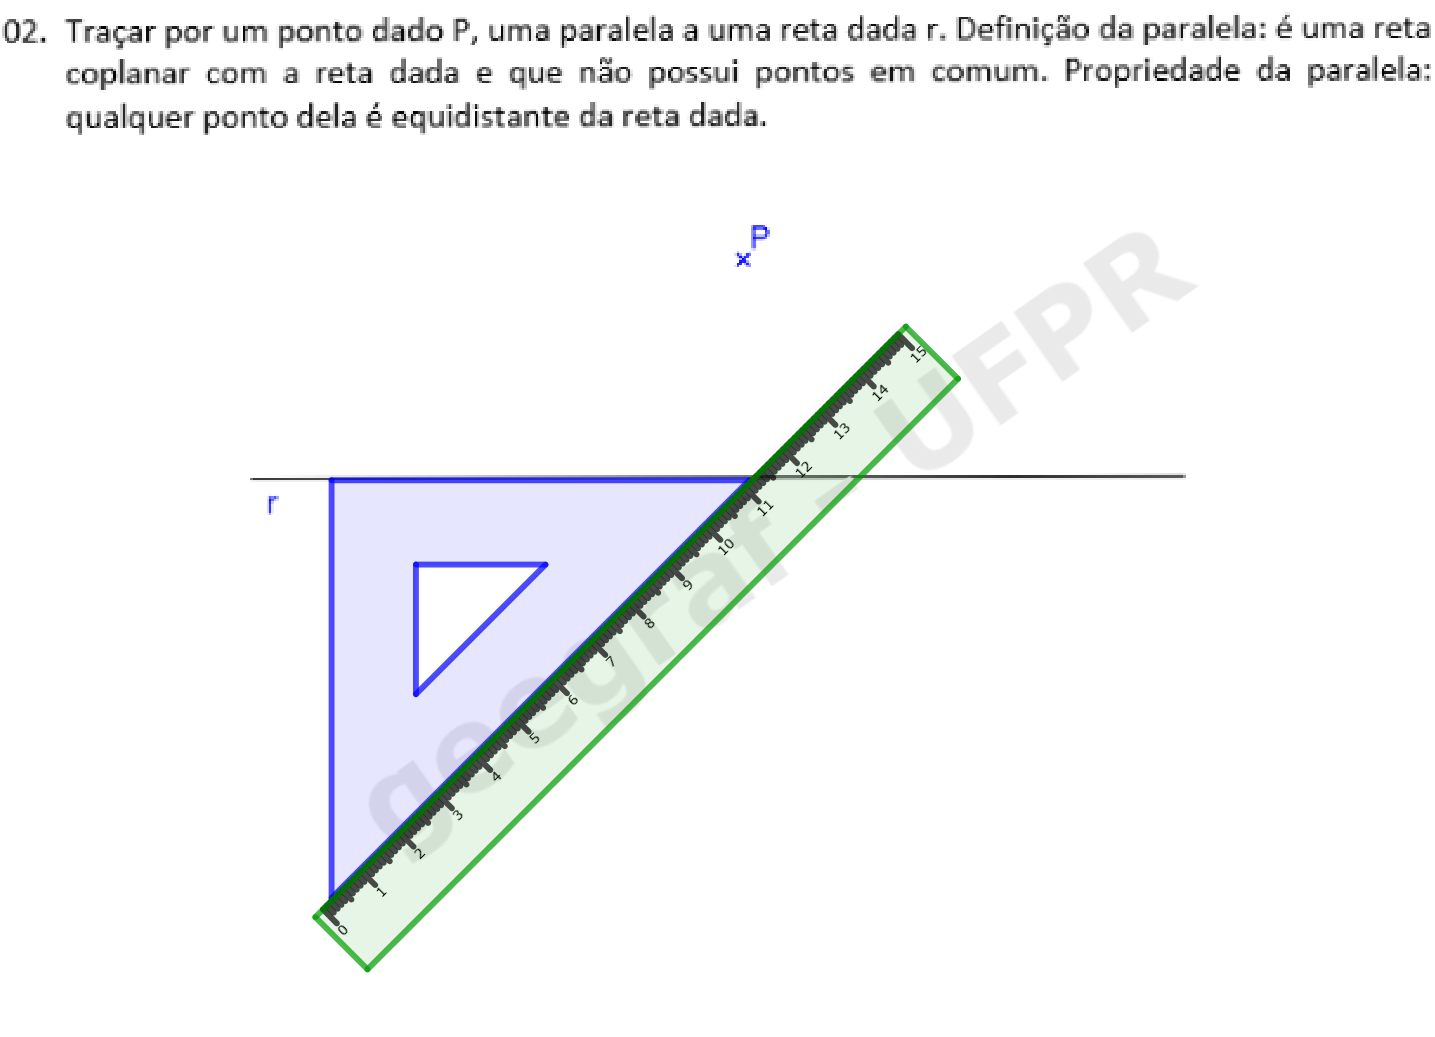 02. Traçar por um ponto dado P, uma paralela a uma reta dada r. Definição da paralela: é uma reta
coplanar com a reta dada e que não possui pontos em comum. Propriedade da paralela:
qualquer ponto dela é equidistante da reta dada.
P
r
0 1 2 3 4 5 6 7 8 9 10 11 12 13 14 15
geegraf_UFPR